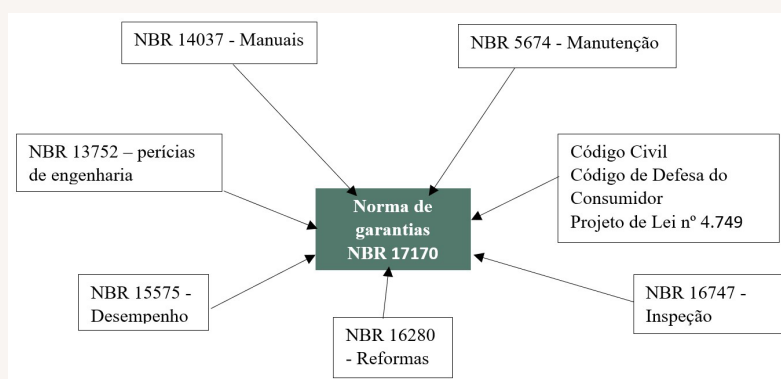 NBR 14037 - Manuais
NBR 5674 - Manutenção
NBR 13752 – perícias
de engenharia
Código Civil
Código de Defesa do
Consumidor
Projeto de Lei nº 4.749
Norma de
garantias
NBR 17170
NBR 15575 -
Desempenho
NBR 16280
- Reformas
NBR 16747 -
Inspeção